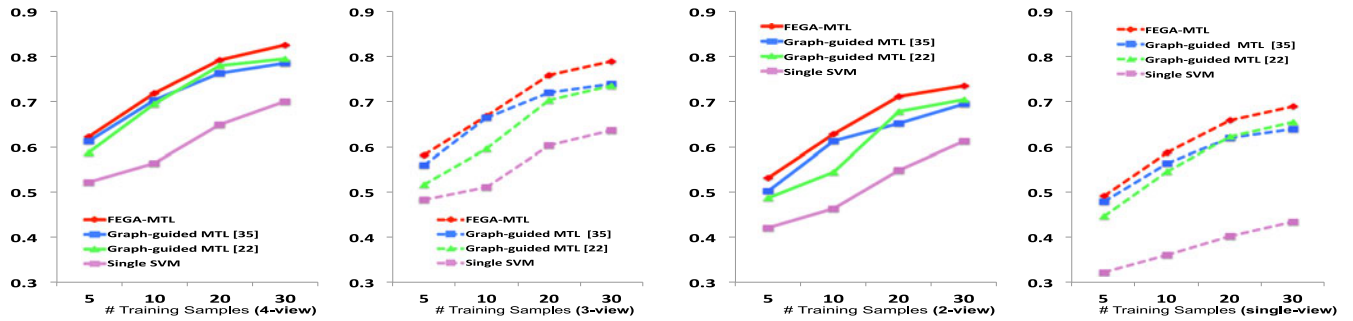 0.9
0.8
0.7
0.6
0.5
0.4
0.3
FEGA-MTL
Graph-guided MTL [35]
Graph-guided MTL [22]
Single SVM
5 10 20 30
# Training Samples (4-view)
0.9
0.8
0.7
0.6
0.5
0.4
0.3
FEGA-MTL
Graph-guided MTL [35]
Graph-guided MTL [22]
Single SVM
5 10 20 30
# Training Samples (3-view)
0.9
0.8
0.7
0.6
0.5
0.4
0.3
FEGA-MTL
Graph-guided MTL [35]
Graph-guided MTL [22]
Single SVM
5 10 20 30
# Training Samples (2-view)
0.9
0.8
0.7
0.6
0.5
0.4
0.3
FEGA-MTL
Graph-guided MTL [35]
Graph-guided MTL [22]
Single SVM
5 10 20 30
# Training Samples (single-view)